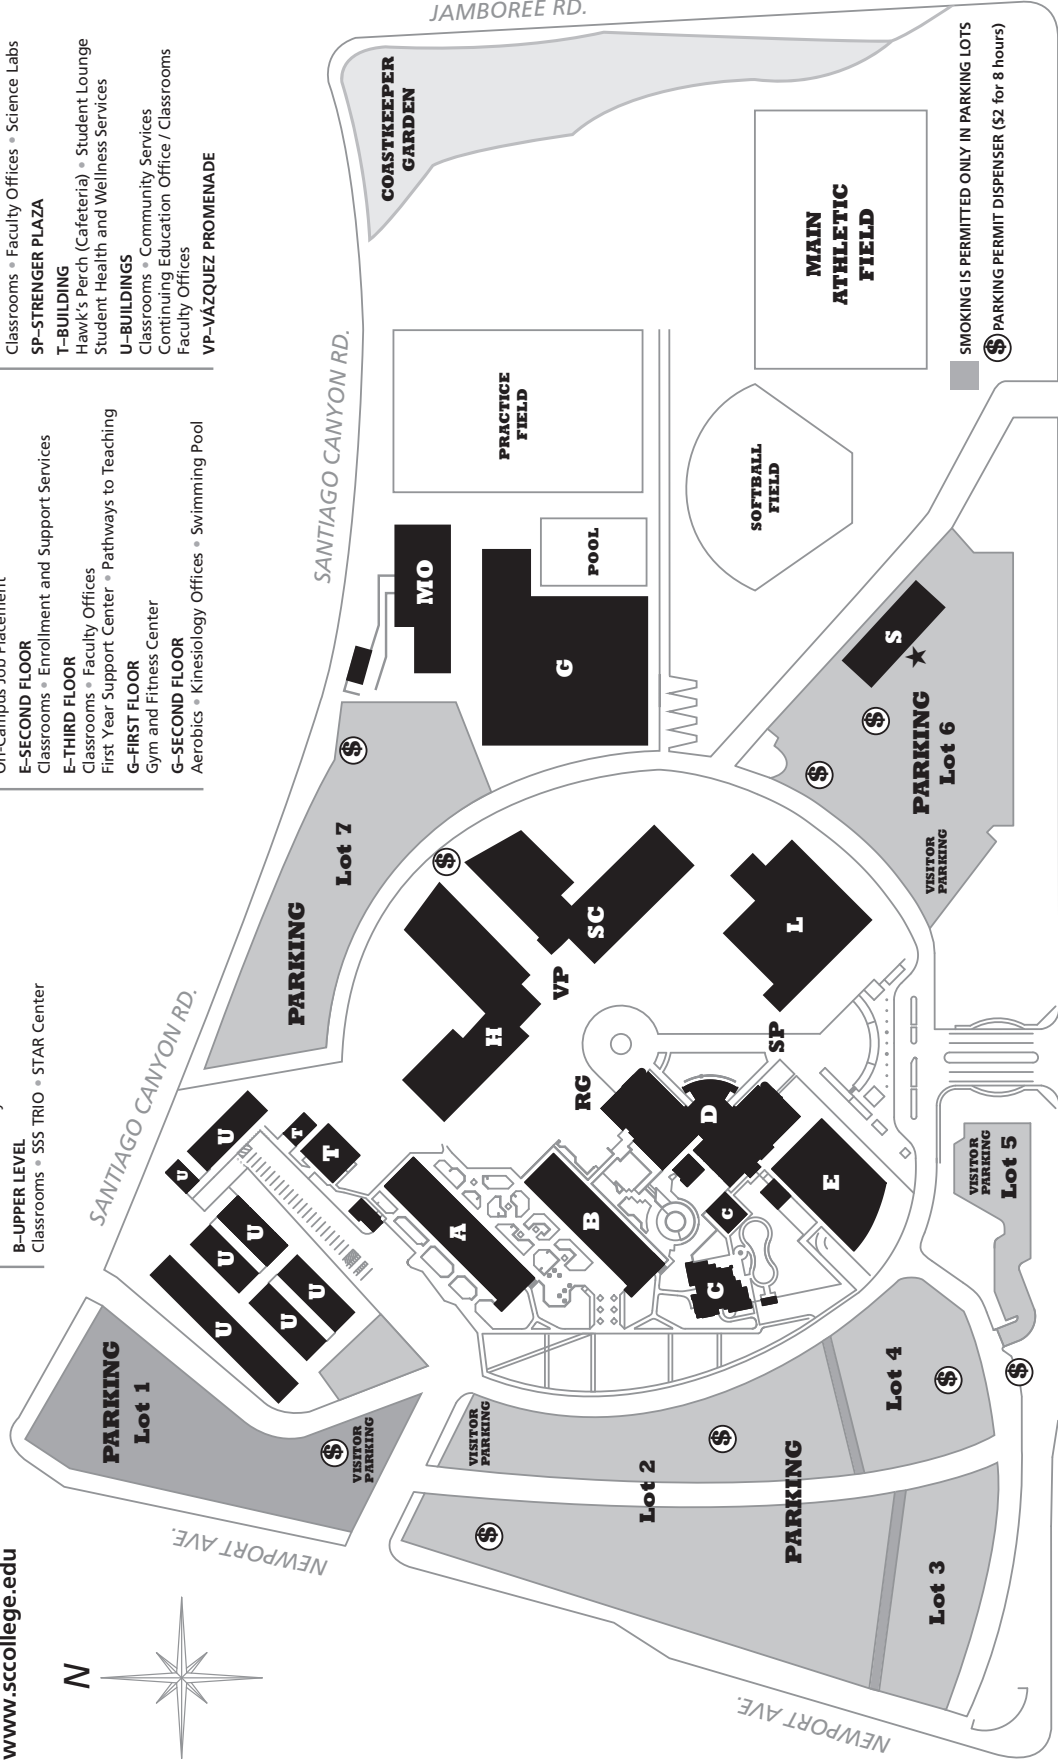 www.sccollege.edu
B–UPPER LEVEL
Classrooms • SSS TRIO • STAR Center
E–SECOND FLOOR
Classrooms • Enrollment and Support Services
E–THIRD FLOOR
Classrooms • Faculty Offices
First Year Support Center • Pathways to Teaching
G–FIRST FLOOR
Gym and Fitness Center
G–SECOND FLOOR
Aerobics • Kinesiology Offices • Swimming Pool
Classrooms • Faculty Offices • Science Labs
SP–STRENGER PLAZA
T–BUILDING
Hawk's Perch (Cafeteria) • Student Lounge
Student Health and Wellness Services
U–BUILDINGS
Classrooms • Community Services
Continuing Education Office / Classrooms
Faculty Offices
VP–VÁZQUEZ PROMENADE
N
NEWPORT AVE.
SANTIAGO CANYON RD.
SANTIAGO CANYON RD.
JAMBOREE RD.
PARKING
Lot 1
$
VISITOR
PARKING
U
U
U
U
U
U
U
T
T
PARKING
Lot 7
$
$
MO
PRACTICE
FIELD
COASTKEEPER
GARDEN
A
B
H
VP
SC
G
POOL
RG
VISITOR
PARKING
$
Lot 2
$
PARKING
C
C
D
E
SP
L
SOFTBALL
FIELD
MAIN
ATHLETIC
FIELD
$
$
S
PARKING
Lot 6
VISITOR
PARKING
Lot 4
$
Lot 3
VISITOR
PARKING
Lot 5
$
NEWPORT AVE.
SMOKING IS PERMITTED ONLY IN PARKING LOTS
$ PARKING PERMIT DISPENSER ($2 for 8 hours)